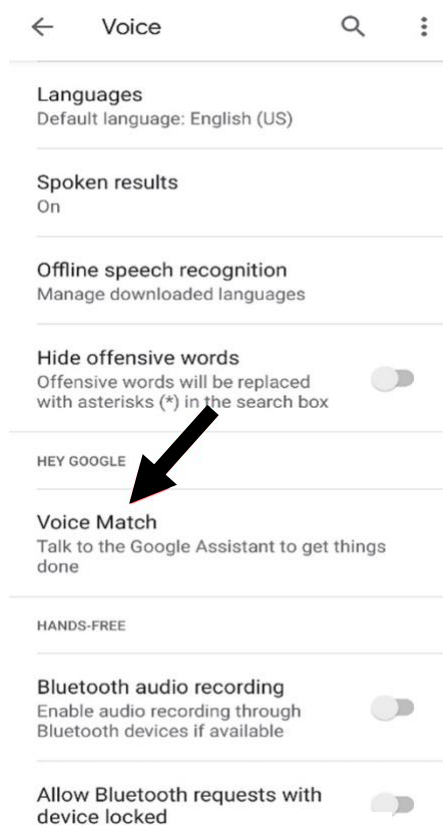 Voice
Languages
Default language: English (US)
Spoken results
On
Offline speech recognition
Manage downloaded languages
Hide offensive words
Offensive words will be replaced
with asterisks (*) in the search box
HEY GOOGLE
Voice Match
Talk to the Google Assistant to get things
done
HANDS-FREE
Bluetooth audio recording
Enable audio recording through
Bluetooth devices if available
Allow Bluetooth requests with
device locked